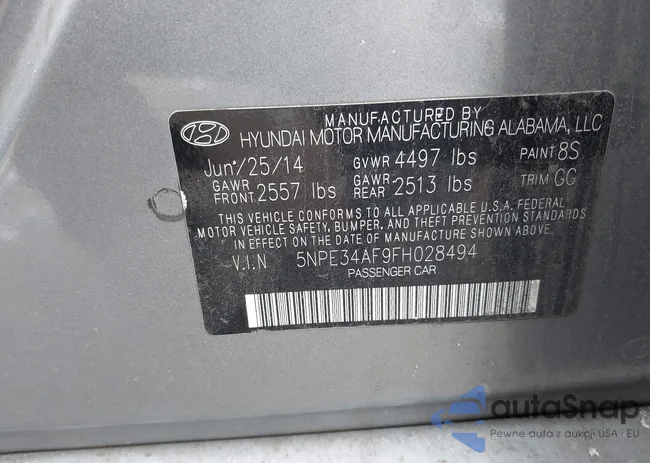 MANUFACTURED BY
HYUNDAI MOTOR MANUFACTURING ALABAMA, LLC
Jun/25/14 GVWR 4497 lbs PAINT 8S
GAWR FRONT 2557 lbs GAWR REAR 2513 lbs TRIM GG
THIS VEHICLE CONFORMS TO ALL APPLICABLE U.S.A. FEDERAL
MOTOR VEHICLE SAFETY, BUMPER, AND THEFT PREVENTION STANDARDS
IN EFFECT ON THE DATE OF MANUFACTURE SHOWN ABOVE.
V.I.N 5NPE34AF9FH028494
PASSENGER CAR
autoSnap
Pewne auta z aukcji USA i EU